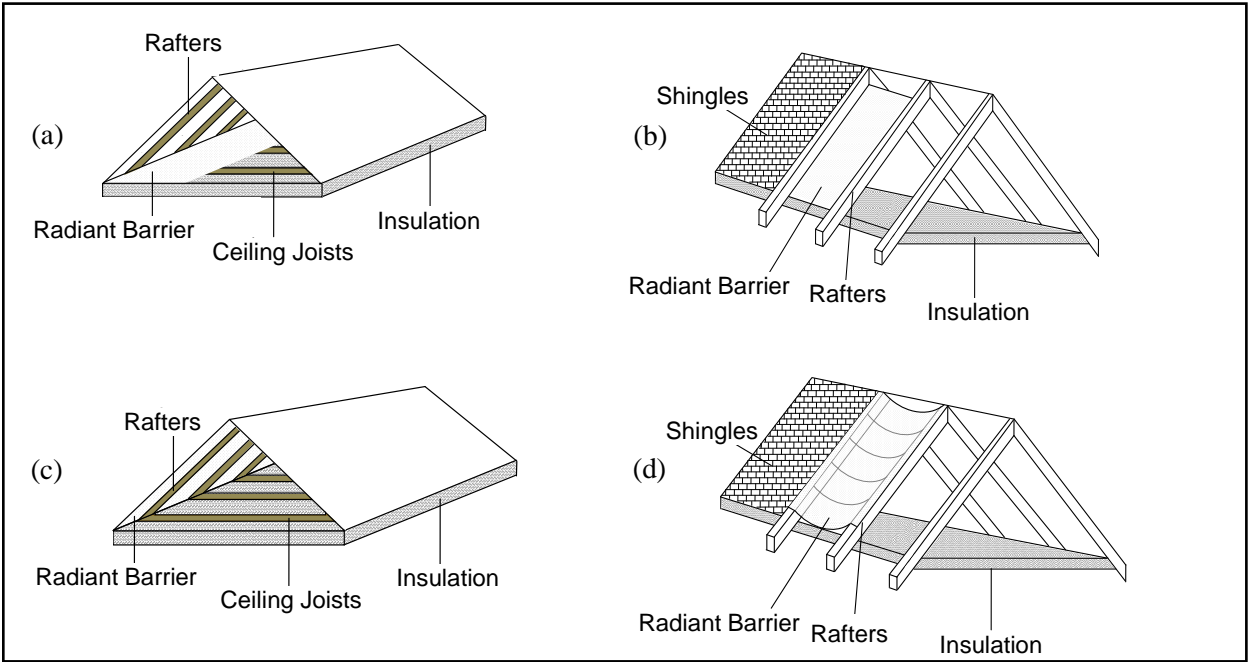 (a)
Rafters
Radiant Barrier
Ceiling Joists
Insulation
(b)
Shingles
Radiant Barrier
Rafters
Insulation
(c)
Rafters
Radiant Barrier
Ceiling Joists
Insulation
(d)
Shingles
Radiant Barrier
Rafters
Insulation